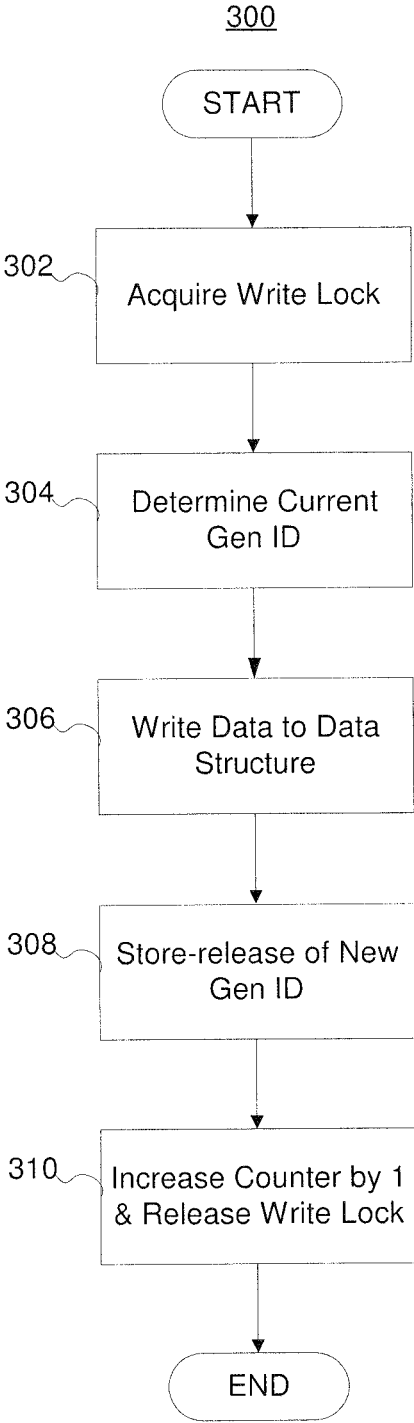 300
START
302
Acquire Write Lock
304
Determine Current
Gen ID
306
Write Data to Data
Structure
308
Store-release of New
Gen ID
310
Increase Counter by 1
& Release Write Lock
END